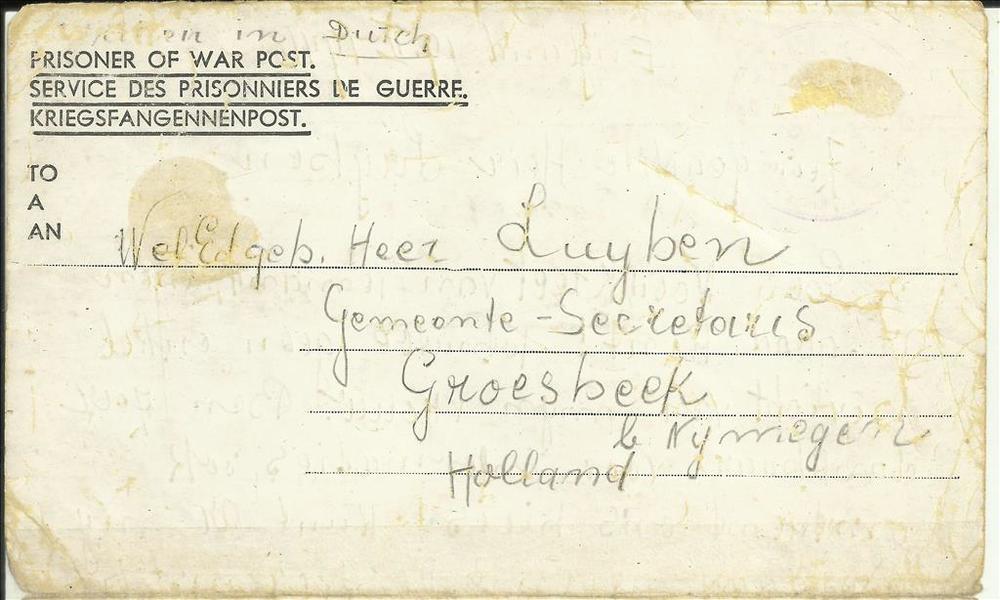 in Dutch
PRISONER OF WAR POST.
SERVICE DES PRISONNIERS DE GUERRE.
KRIEGSFANGENNENPOST.
TO
A
AN
WelEdgeb. Heer Luyben
Gemeente-Secretaris
Groesbeek
b Nymegen
Holland